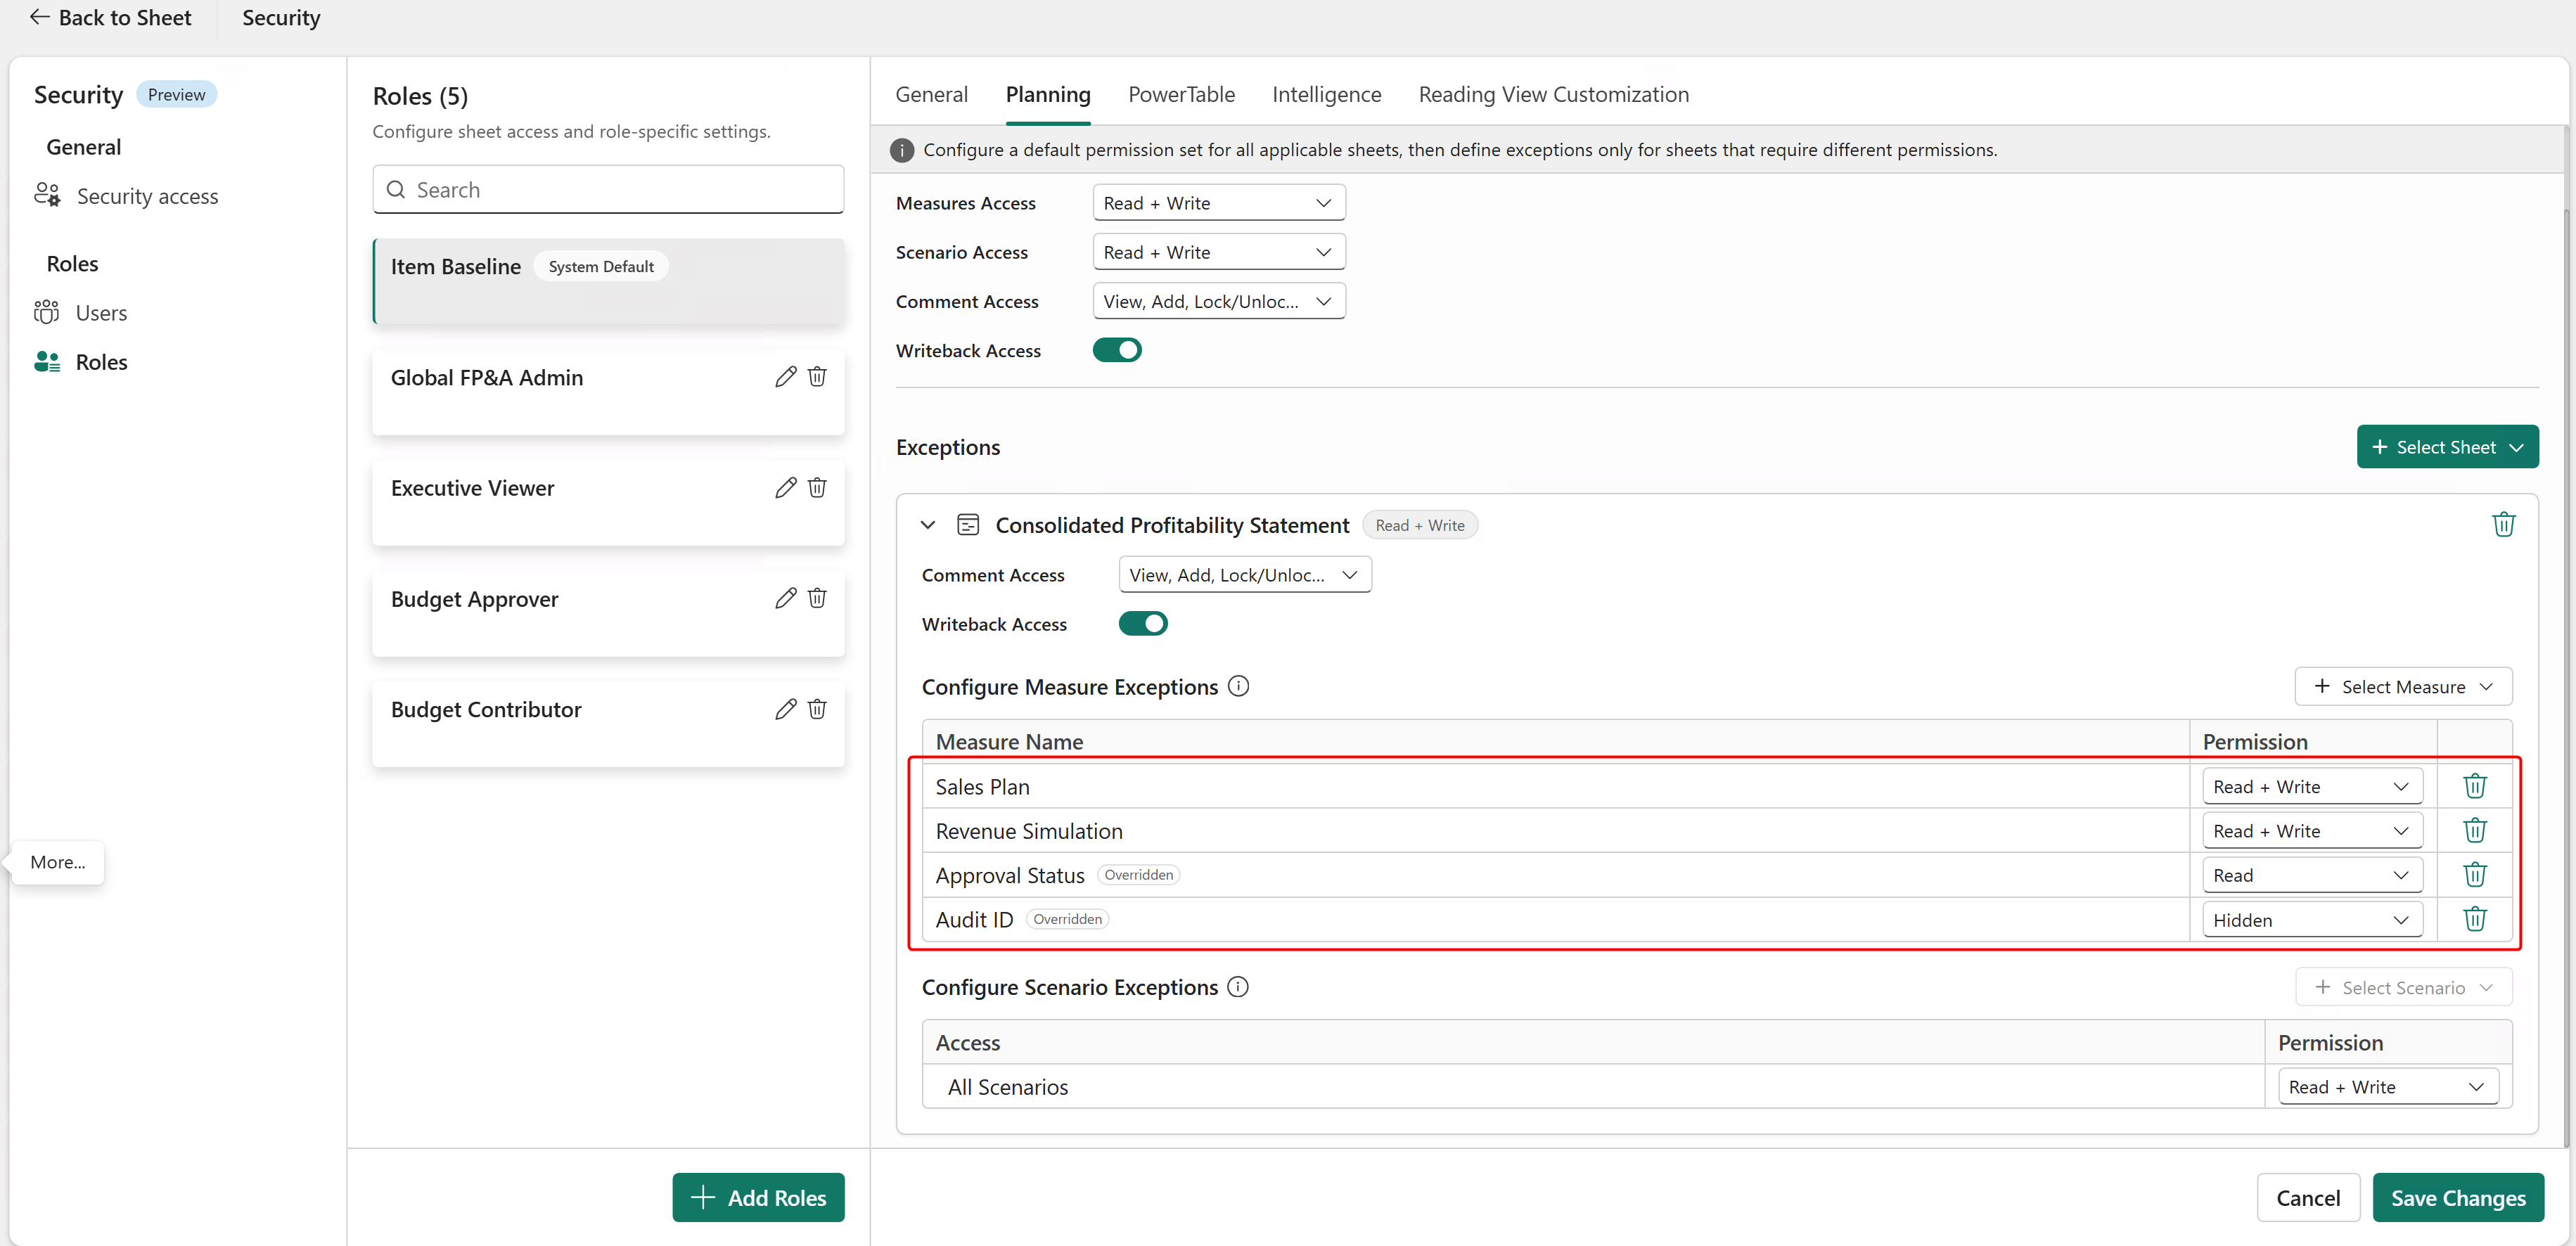 Back to Sheet
Security
Security Preview
General
Security access
Roles
Users
Roles
More...
Roles (5)
Configure sheet access and role-specific settings.
Search
Item Baseline System Default
Global FP&A Admin
Executive Viewer
Budget Approver
Budget Contributor
Add Roles
General Planning PowerTable Intelligence Reading View Customization
Configure a default permission set for all applicable sheets, then define exceptions only for sheets that require different permissions.
Measures Access Read + Write
Scenario Access Read + Write
Comment Access View, Add, Lock/Unloc...
Writeback Access
Exceptions + Select Sheet
Consolidated Profitability Statement Read + Write
Comment Access View, Add, Lock/Unloc...
Writeback Access
Configure Measure Exceptions + Select Measure
Measure Name Permission
Sales Plan Read + Write
Revenue Simulation Read + Write
Approval Status Overridden Read
Audit ID Overridden Hidden
Configure Scenario Exceptions + Select Scenario
Access Permission
All Scenarios Read + Write
Cancel Save Changes